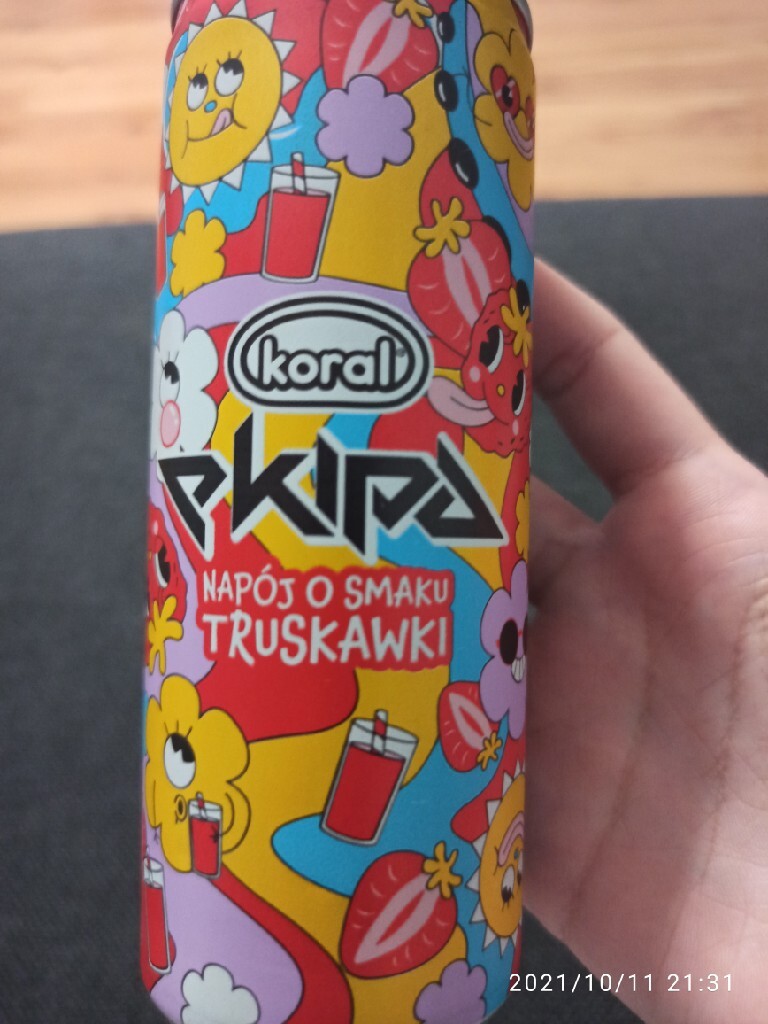 koral
ekipa
NAPÓJ O SMAKU
TRUSKAWKI
2021/10/11 21:31